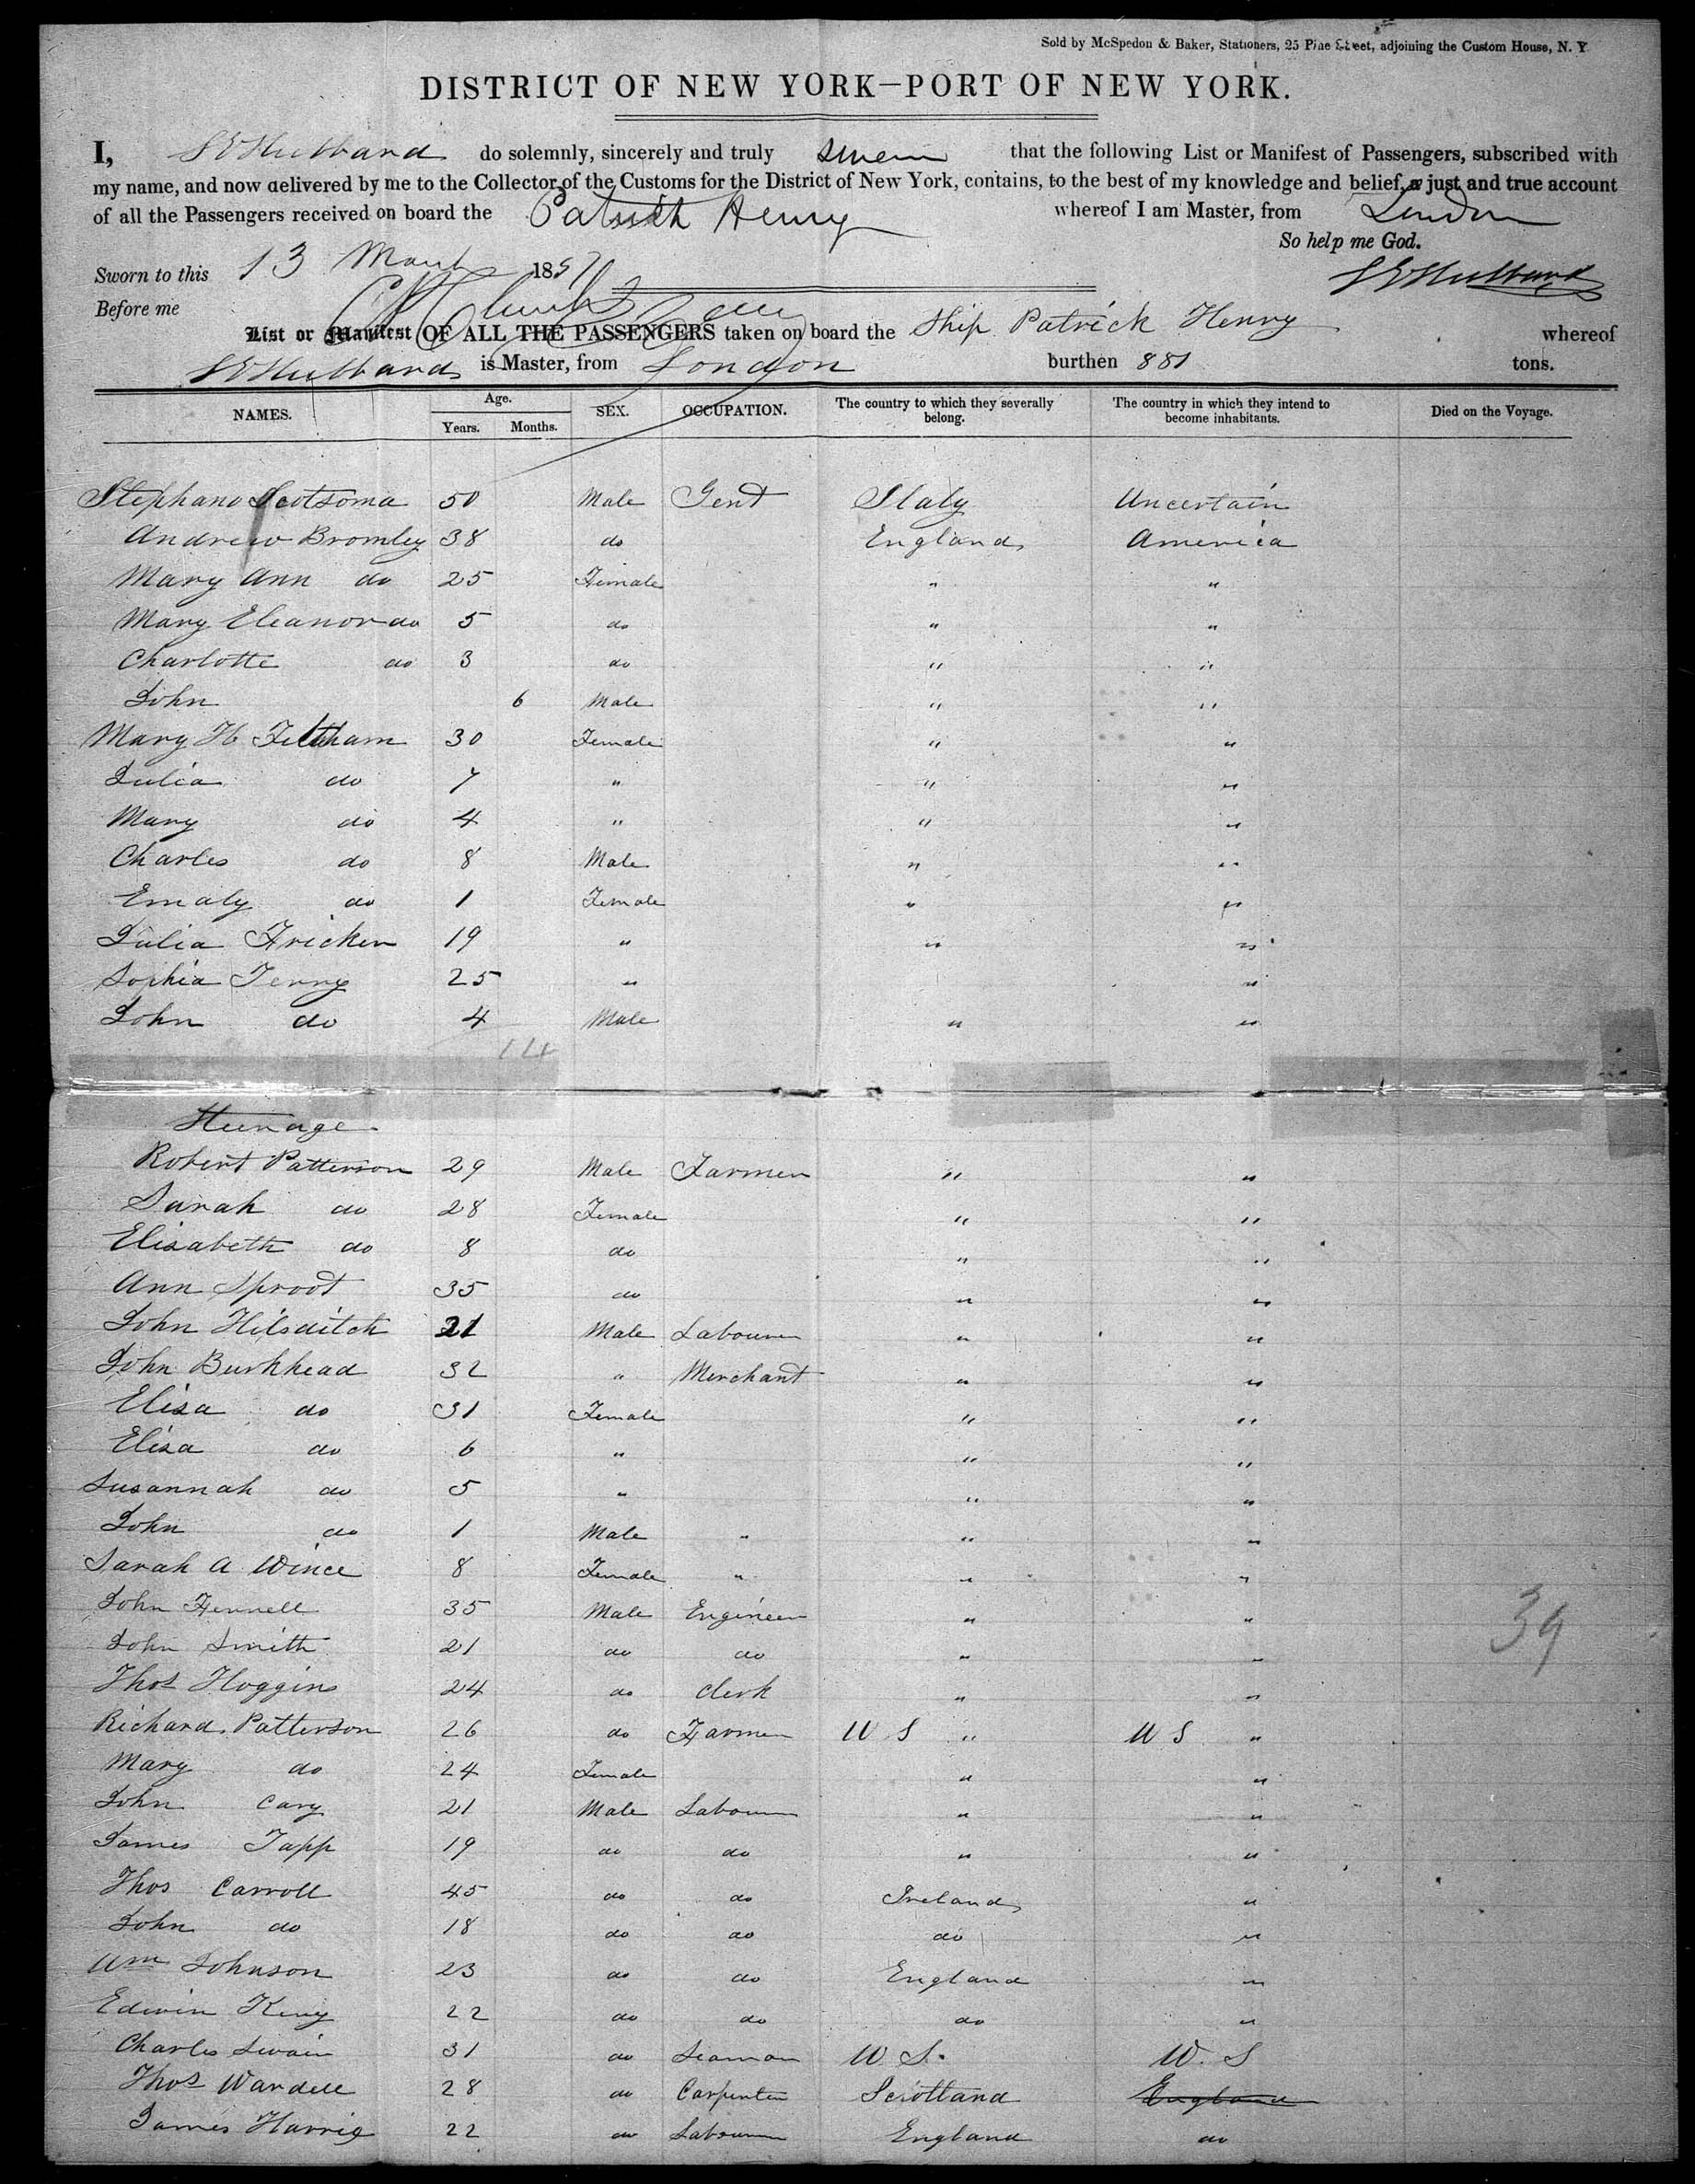 Sold by McSpedon & Baker, Stationers, 25 Pine Street, adjoining the Custom House, N. Y
DISTRICT OF NEW YORK—PORT OF NEW YORK.
I, S E Hubbard do solemnly, sincerely and truly swear that the following List or Manifest of Passengers, subscribed with
my name, and now delivered by me to the Collector of the Customs for the District of New York, contains, to the best of my knowledge and belief, a just and true account
of all the Passengers received on board the Patrick Henry whereof I am Master, from London
So help me God.
Sworn to this 13 March 1857
S E Hubbard
Before me
List or Manifest OF ALL THE PASSENGERS taken on board the Ship Patrick Henry whereof
S E Hubbard is Master, from London burthen 881 tons.
NAMES. Age. Years. Months. SEX. OCCUPATION. The country to which they severally belong. The country in which they intend to become inhabitants. Died on the Voyage.
Stephano Scotsoma 50 Male Gent Italy Uncertain
Andrew Bromley 38 do England America
Mary Ann do 25 Female " "
Mary Eleanor do 5 do " "
Charlotte do 3 do " "
John 6 Male " "
Mary H Feltham 30 Female " "
Julia do 7 " " "
Mary do 4 " " "
Charles do 8 Male " "
Emaly do 1 Female " "
Julia Fricker 19 " " "
Sophia Terry 25 " "
John do 4 Male " "
14
Steerage
Robert Patterson 29 Male Farmer " "
Sarah do 28 Female " "
Elisabeth do 8 do " "
Ann Sproot 35 do " "
John Hilsditch 21 Male Labourer " "
John Burkhead 32 " Merchant " "
Elisa do 31 Female " "
Elisa do 6 " " "
Susannah do 5 " " "
John do 1 Male " " "
Sarah A Wince 8 Female " " "
John Fennell 35 Male Engineer " "
John Smith 21 do do " "
Thos Hoggins 24 do Clerk " "
39
Richard Patterson 26 do Farmer U S " U S "
Mary do 24 Female " "
John Cary 21 Male Labourer " "
James Tapp 19 do do " "
Thos Carroll 45 do do Ireland "
John do 18 do do do "
Wm Johnson 23 do do England "
Edwin King 22 do do do "
Charles Swain 31 do Seaman U S. U. S
Thos Wardell 28 do Carpenter Scotland England
James Harris 22 do Labourer England do